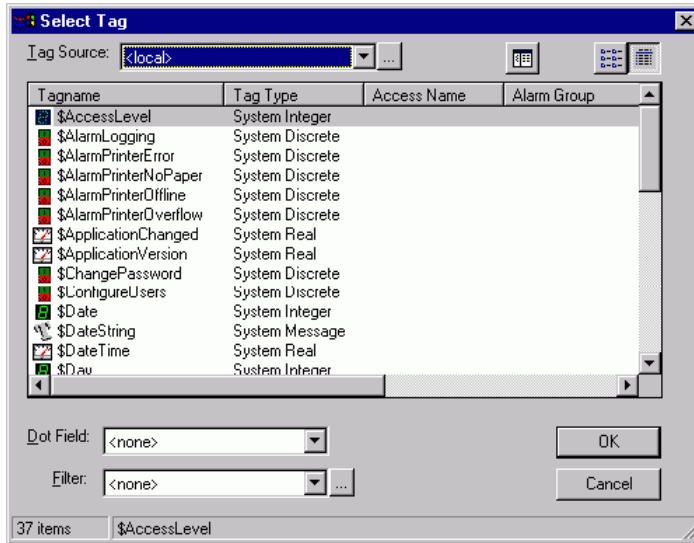 Select Tag
Tag Source: <local> ...
Tagname Tag Type Access Name Alarm Group
$AccessLevel System Integer
$AlarmLogging System Discrete
$AlarmPrinterError System Discrete
$AlarmPrinterNoPaper System Discrete
$AlarmPrinterOffline System Discrete
$AlarmPrinterOverflow System Discrete
$ApplicationChanged System Real
$ApplicationVersion System Real
$ChangePassword System Discrete
$ConfigureUsers System Discrete
$Date System Integer
$DateString System Message
$DateTime System Real
$Day System Integer
Dot Field: <none> OK
Filter: <none> ... Cancel
37 items $AccessLevel